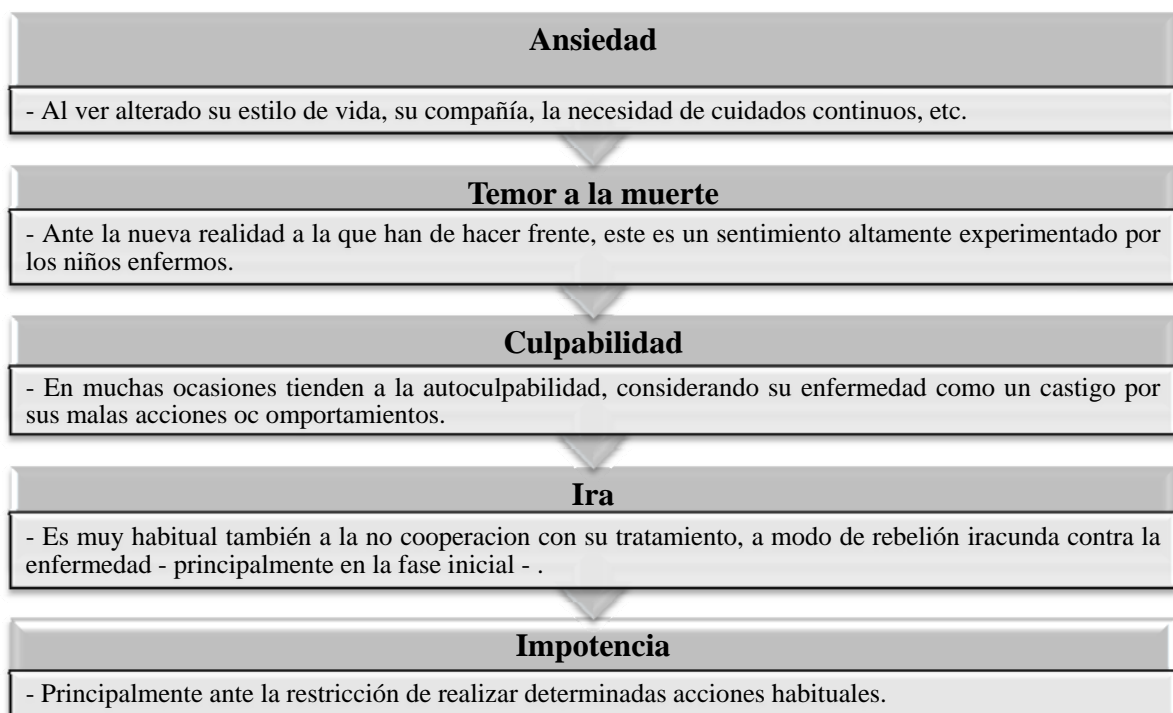 Ansiedad
- Al ver alterado su estilo de vida, su compañía, la necesidad de cuidados continuos, etc.
Temor a la muerte
- Ante la nueva realidad a la que han de hacer frente, este es un sentimiento altamente experimentado por
los niños enfermos.
Culpabilidad
- En muchas ocasiones tienden a la autoculpabilidad, considerando su enfermedad como un castigo por
sus malas acciones oc omportamientos.
Ira
- Es muy habitual también a la no cooperacion con su tratamiento, a modo de rebelión iracunda contra la
enfermedad - principalmente en la fase inicial - .
Impotencia
- Principalmente ante la restricción de realizar determinadas acciones habituales.